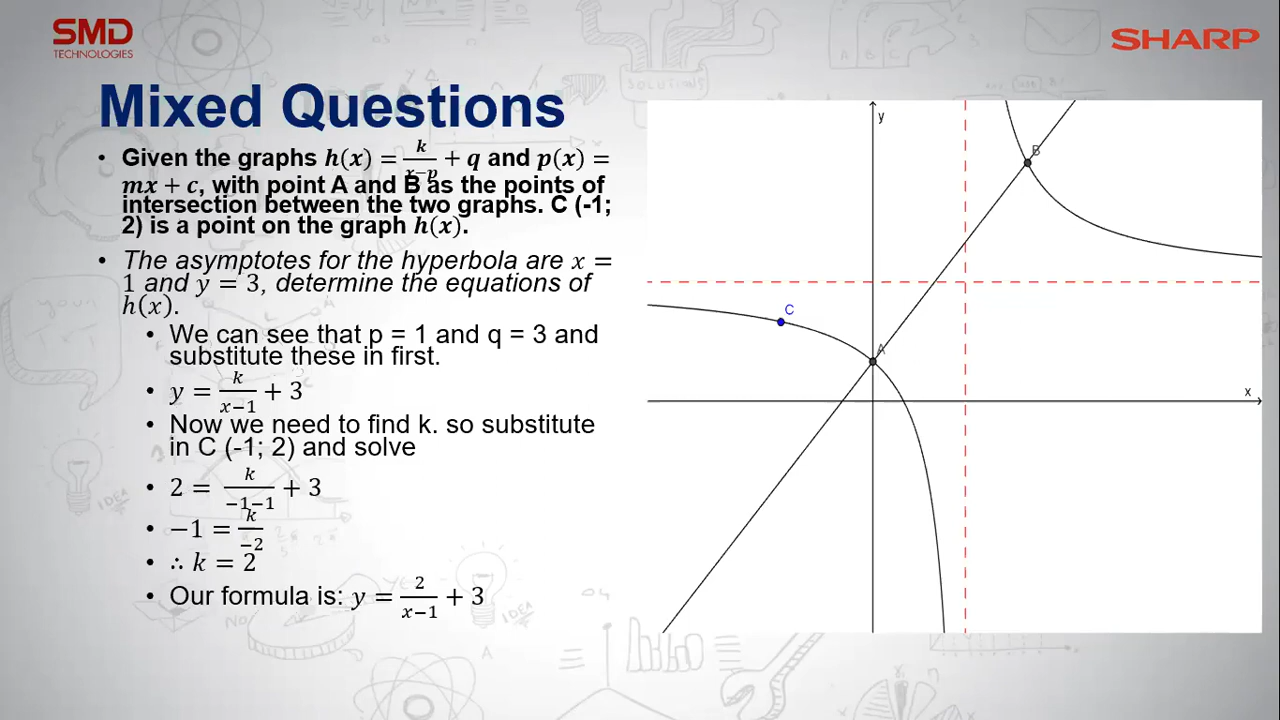 SMD
TECHNOLOGIES
SHARP
Mixed Questions
• Given the graphs h(x) = k/(x−p) + q and p(x) =
mx + c, with point A and B as the points of
intersection between the two graphs. C (-1;
2) is a point on the graph h(x).
• The asymptotes for the hyperbola are x =
1 and y = 3, determine the equations of
h(x).
• We can see that p = 1 and q = 3 and
substitute these in first.
• y = k/(x−1) + 3
• Now we need to find k. so substitute
in C (-1; 2) and solve
• 2 = k/(−1−1) + 3
• −1 = k/−2
• ∴ k = 2
• Our formula is: y = 2/(x−1) + 3
y
B
C
A
x
SOLUTIONS
IDEA
IDEA
NO
A